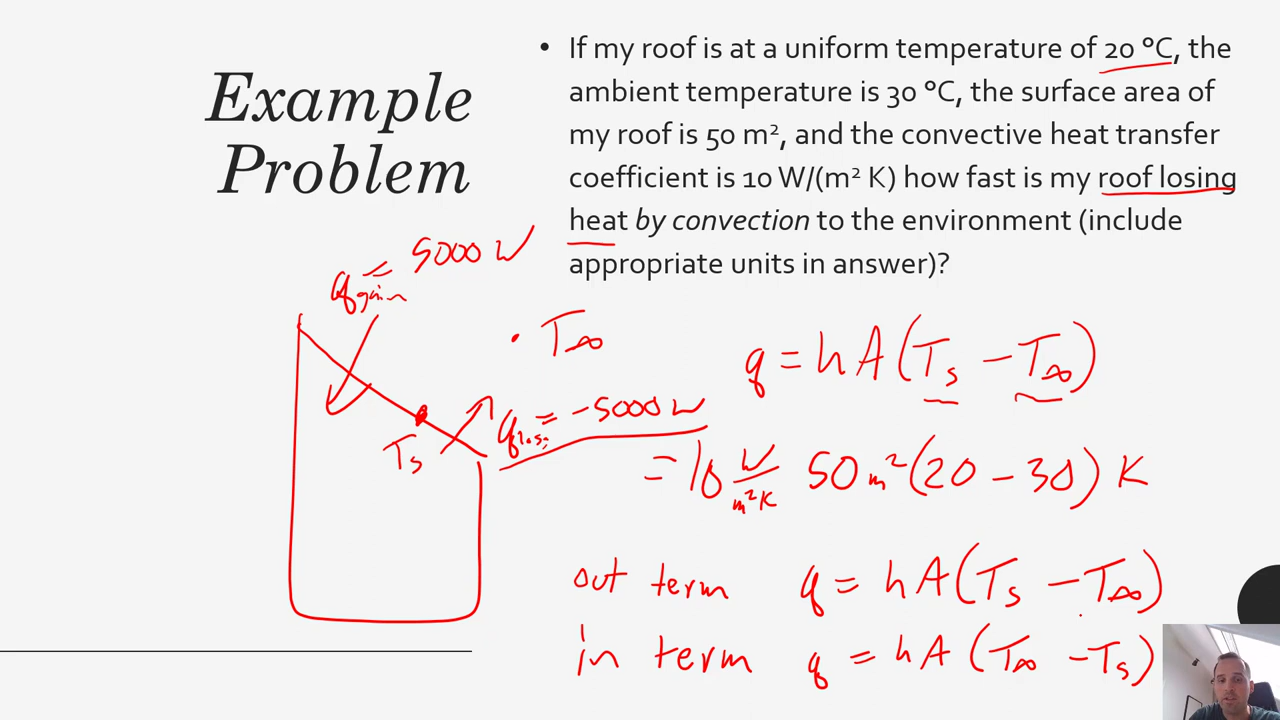 Example
Problem
• If my roof is at a uniform temperature of 20 °C, the
ambient temperature is 30 °C, the surface area of
my roof is 50 m², and the convective heat transfer
coefficient is 10 W/(m² K) how fast is my roof losing
heat by convection to the environment (include
appropriate units in answer)?
q gain = 5000 W
T∞
q = hA(Ts − T∞)
q loss = −5000 W
Ts
= 10 W/m²K 50 m² (20 − 30) K
out term q = hA(Ts − T∞)
in term q = hA(T∞ − Ts)